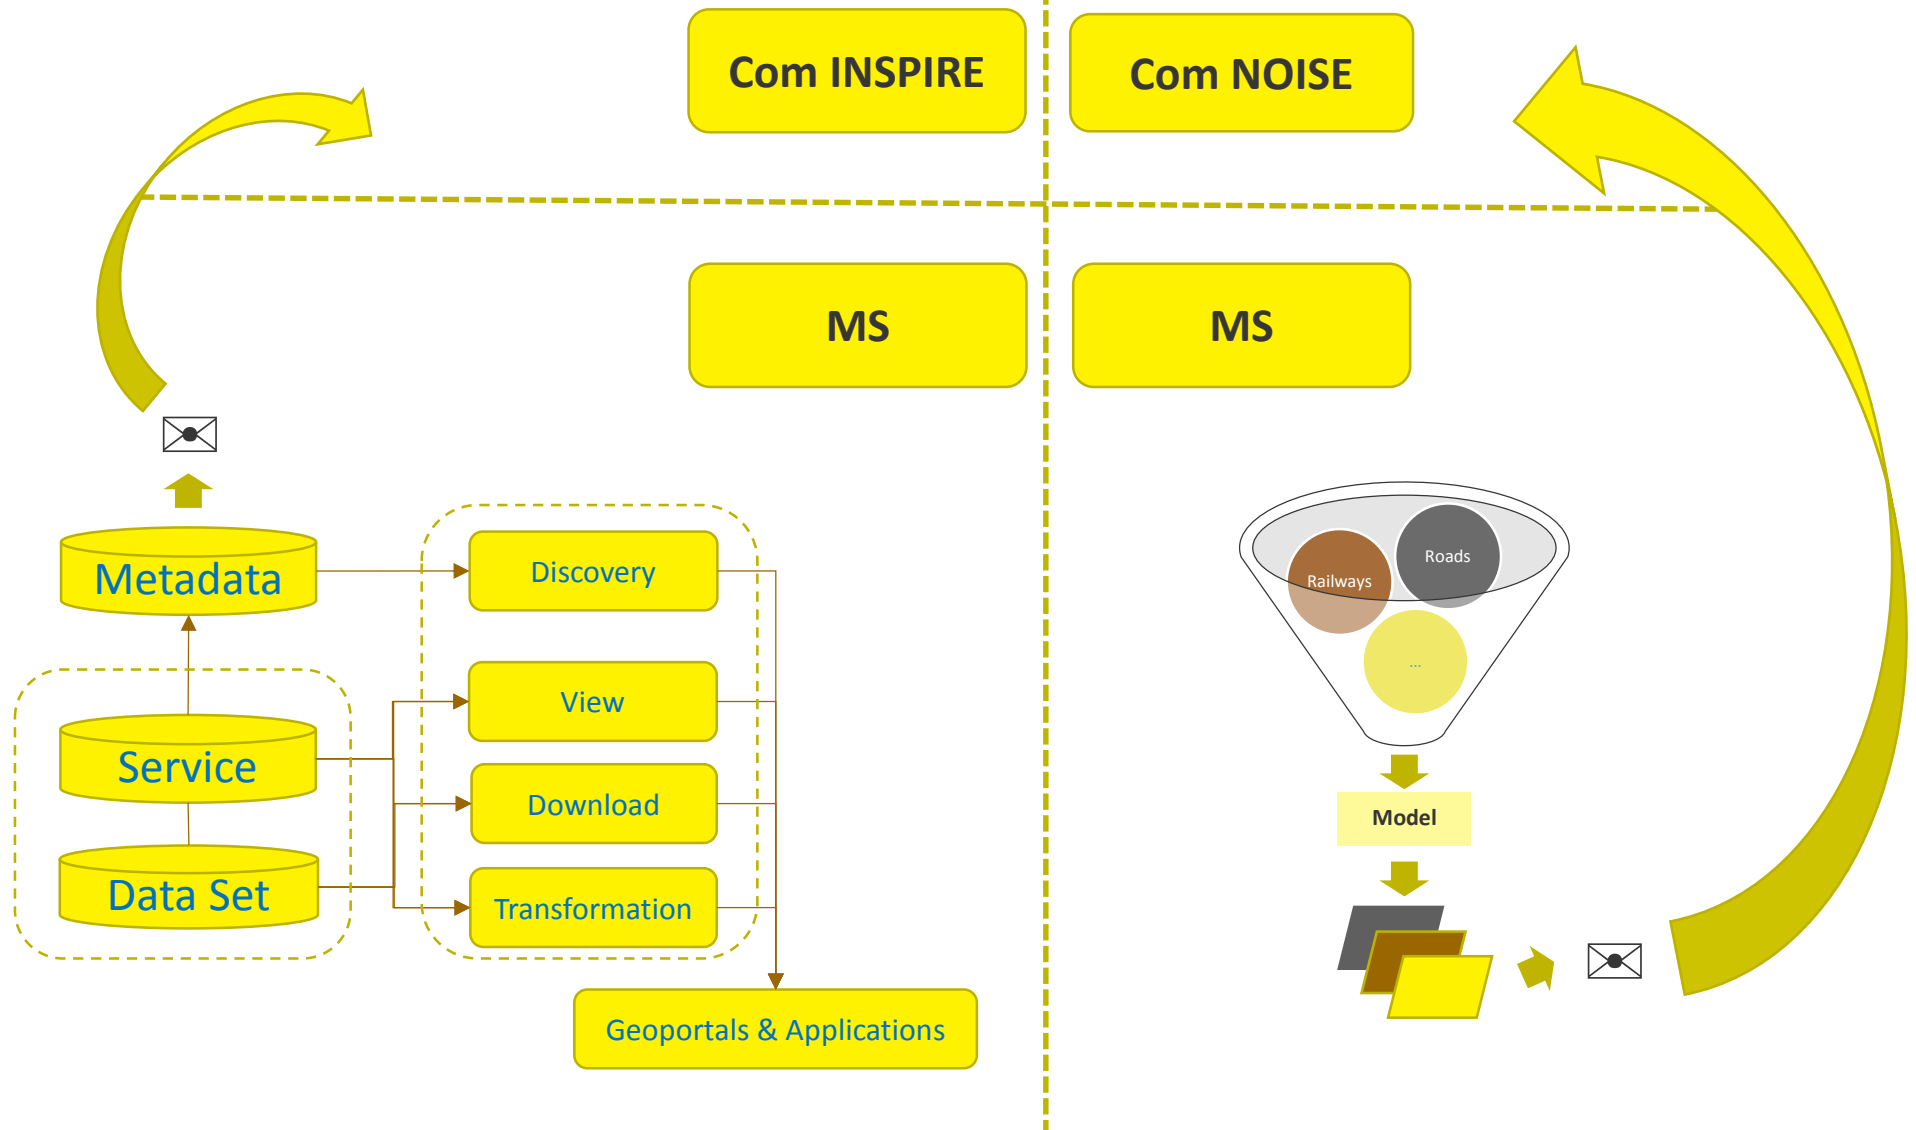 Com INSPIRE
Com NOISE
MS
MS
Metadata
Service
Data Set
Discovery
View
Download
Transformation
Geoportals & Applications
Railways
Roads
...
Model